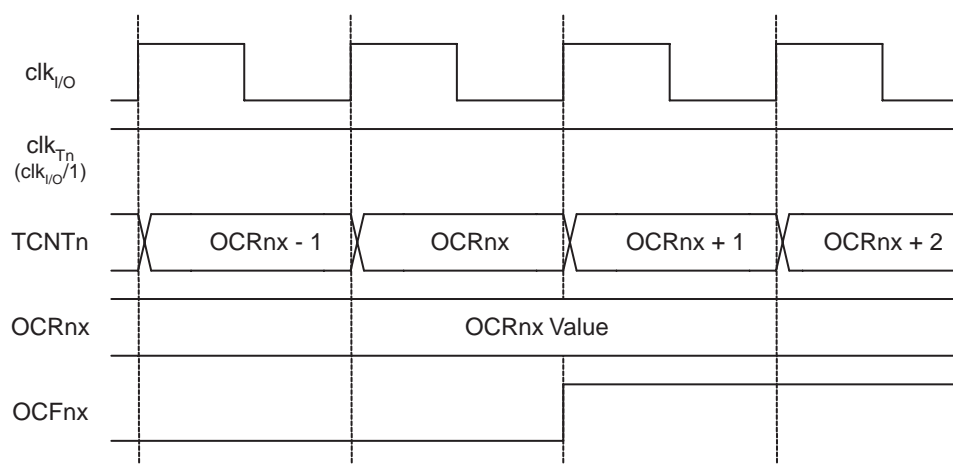 clkI/O
clkTn
(clkI/O/1)
TCNTn OCRnx - 1 OCRnx OCRnx + 1 OCRnx + 2
OCRnx OCRnx Value
OCFnx